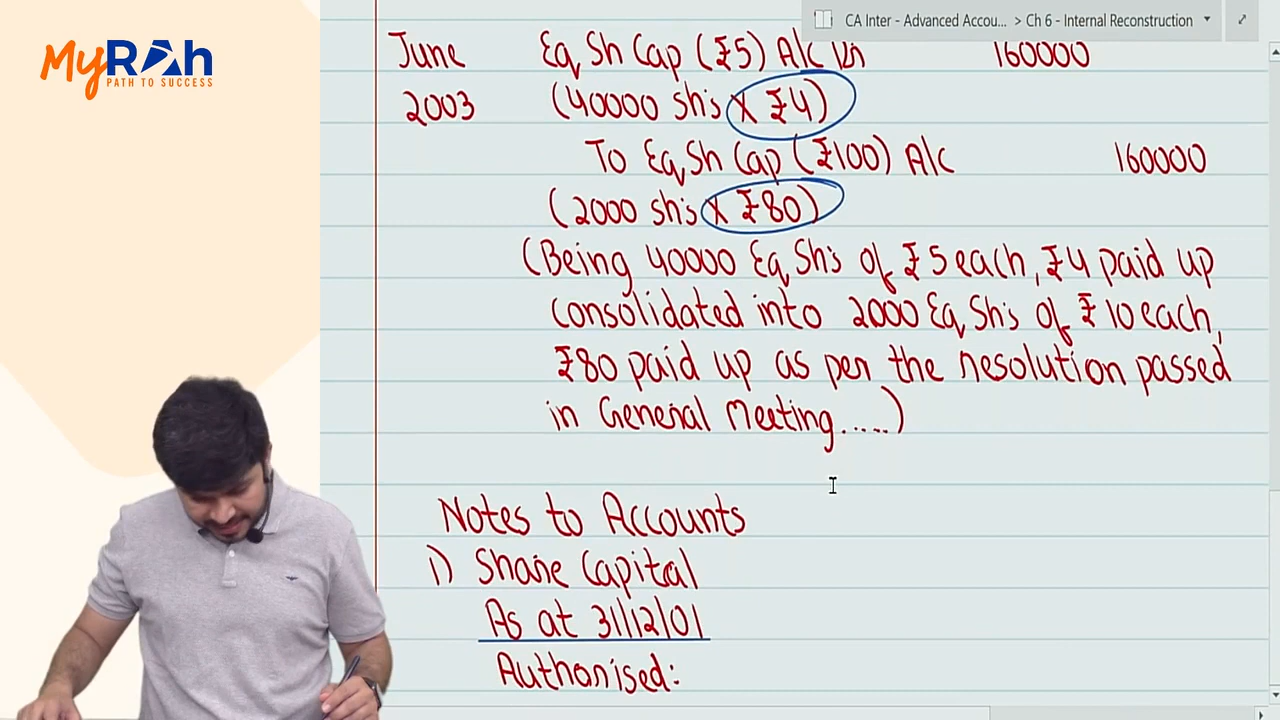 MyRAh
PATH TO SUCCESS
CA Inter - Advanced Accou... > Ch 6 - Internal Reconstruction
June Eq Sh Cap (₹5) A/c Dr 160000
2003 (40000 sh's x ₹4)
To Eq Sh Cap (₹100) A/c 160000
(2000 sh's x ₹80)
(Being 40000 Eq Sh's of ₹5 each, ₹4 paid up
consolidated into 2000 Eq Sh's of ₹10 each,
₹80 paid up as per the resolution passed
in General Meeting.....)
Notes to Accounts
1) Share Capital
As at 31/12/01
Authorised: